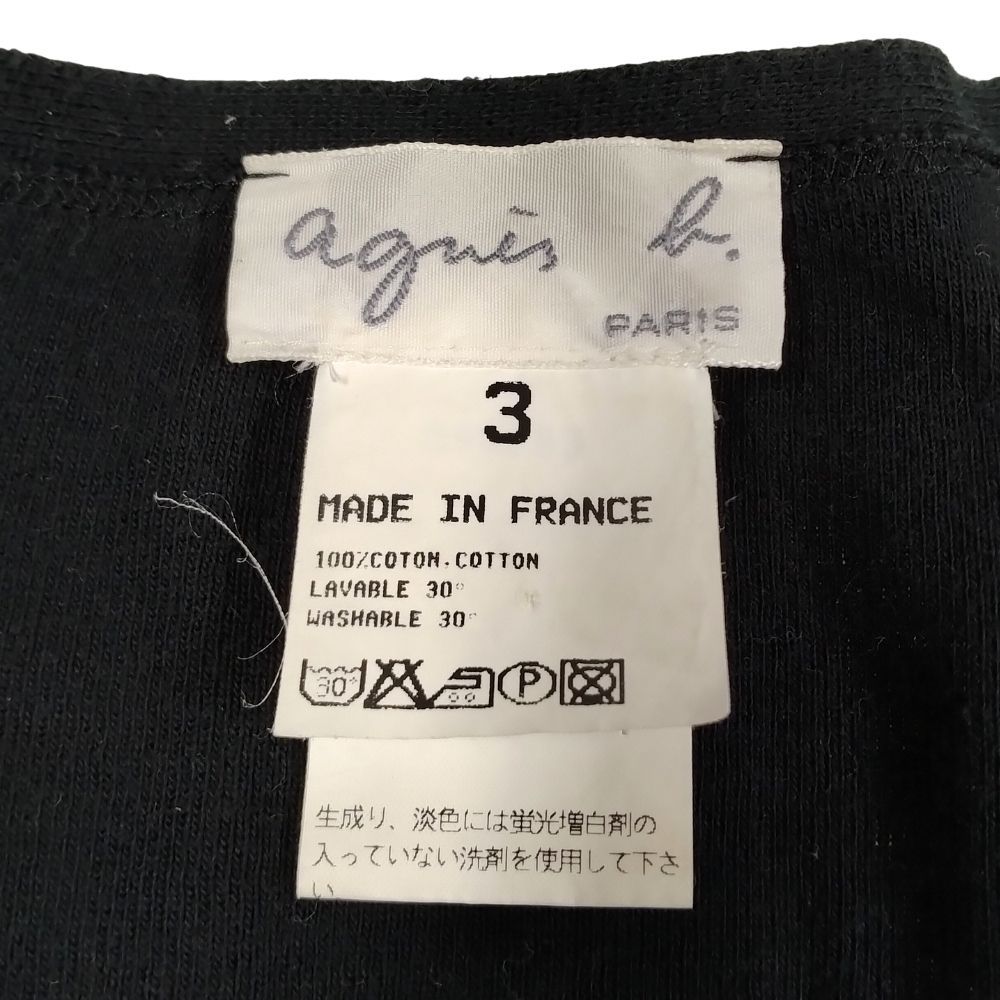 agnès b.
PARIS
3
MADE IN FRANCE
100%COTON.COTTON
LAVABLE 30°
WASHABLE 30°
30° P
生成り、淡色には蛍光増白剤の
入っていない洗剤を使用して下さ
い